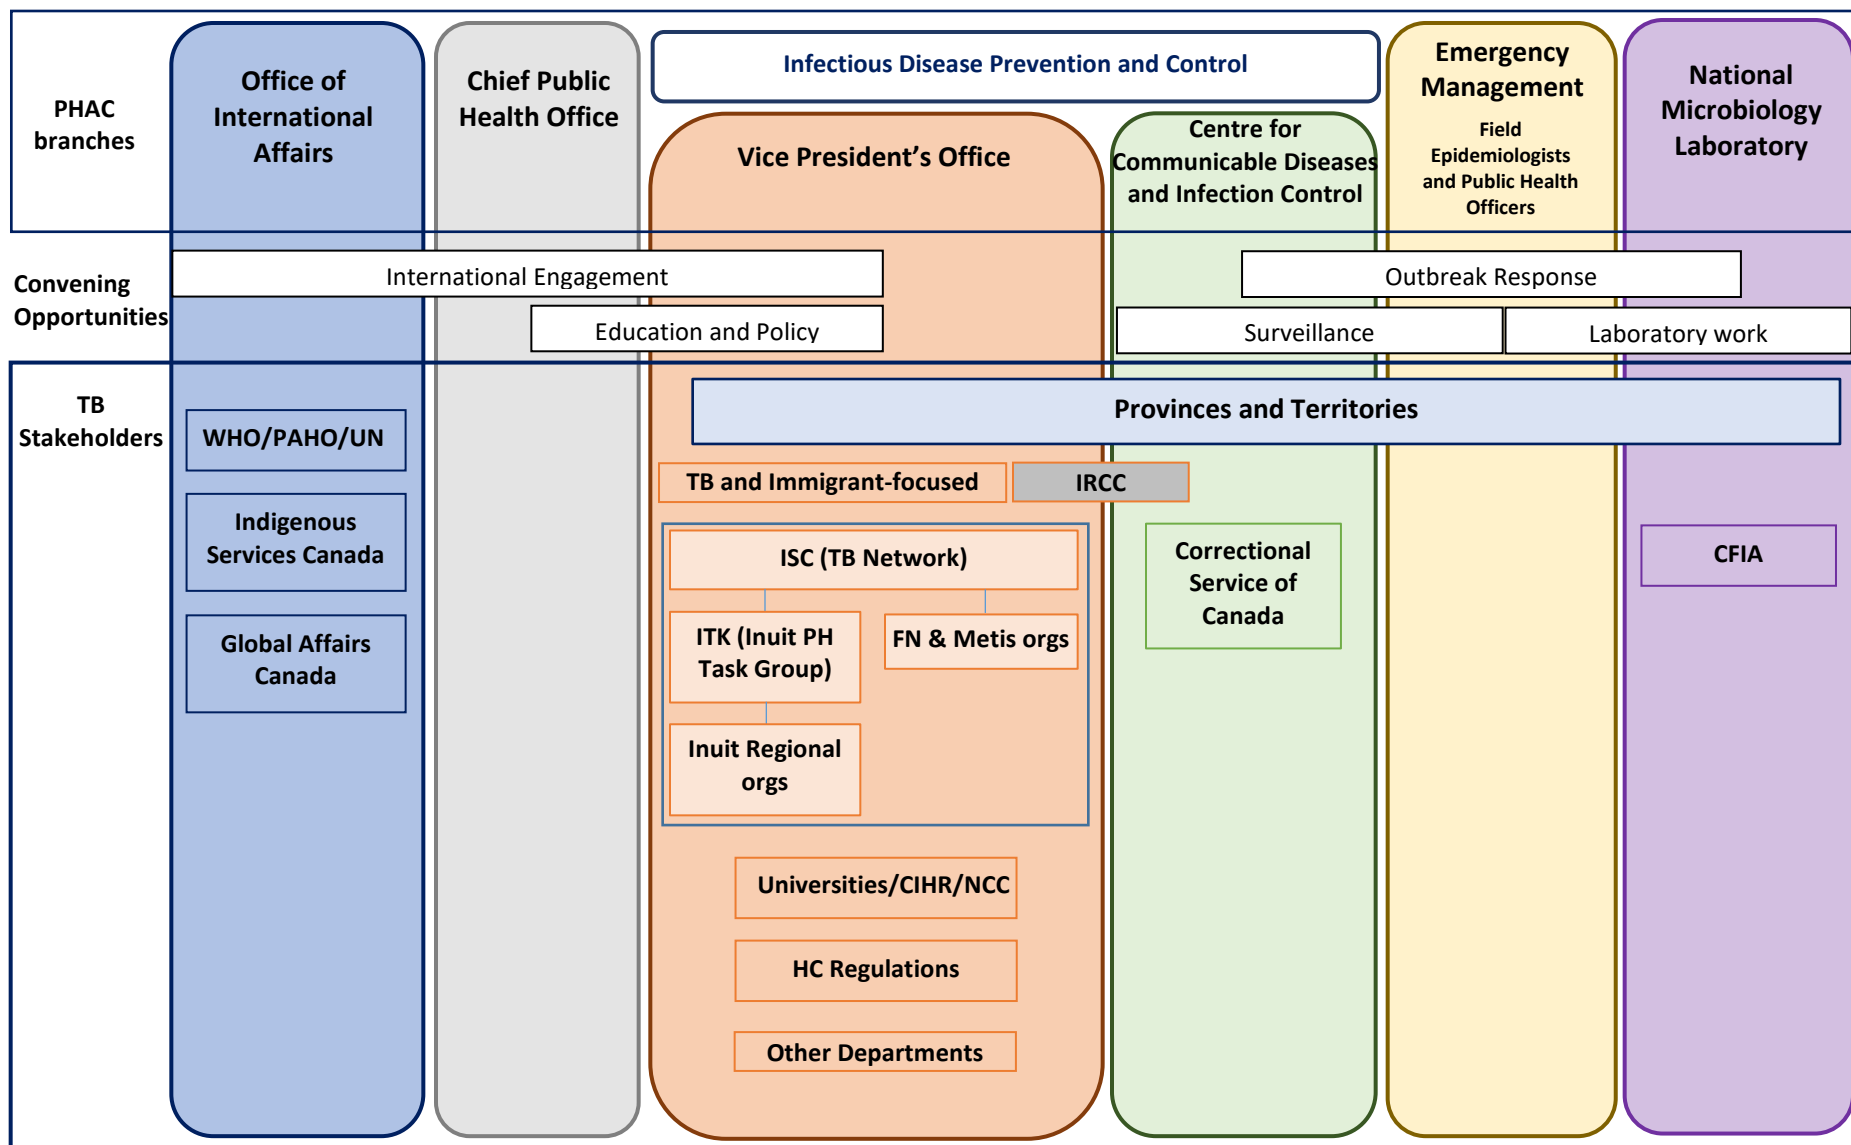 PHAC
branches
Office of
International
Affairs
Chief Public
Health Office
Infectious Disease Prevention and Control
Vice President’s Office
Centre for
Communicable Diseases
and Infection Control
Emergency
Management
Field
Epidemiologists
and Public Health
Officers
National
Microbiology
Laboratory
Convening
Opportunities
International Engagement
Outbreak Response
Education and Policy
Surveillance
Laboratory work
TB
Stakeholders
Provinces and Territories
WHO/PAHO/UN
TB and Immigrant-focused
IRCC
Indigenous
Services Canada
ISC (TB Network)
Correctional
Service of
Canada
CFIA
Global Affairs
Canada
ITK (Inuit PH
Task Group)
FN & Metis orgs
Inuit Regional
orgs
Universities/CIHR/NCC
HC Regulations
Other Departments